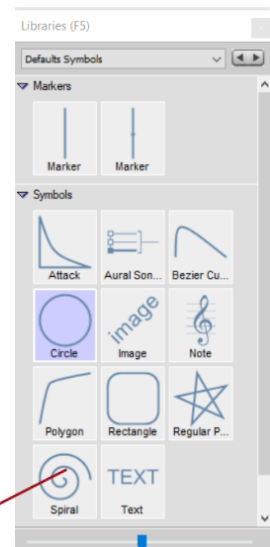 Libraries (F5)
Defaults Symbols
Markers
Marker Marker
Symbols
Attack Aural Son... Bezier Cu...
image
Circle Image Note
Polygon Rectangle Regular P...
TEXT
Spiral Text